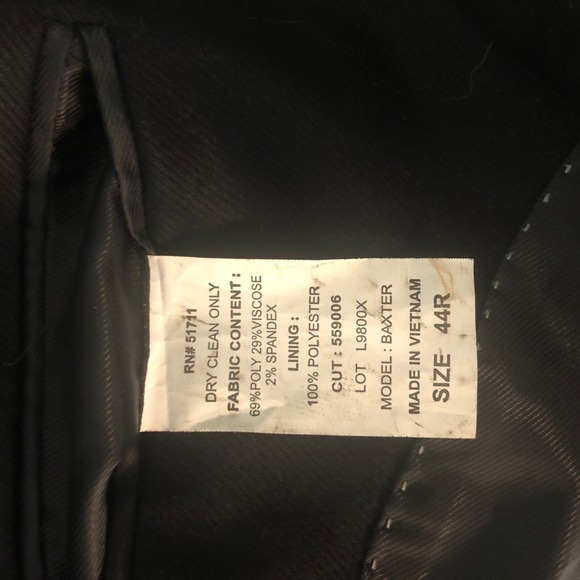 RN# 51711
DRY CLEAN ONLY
FABRIC CONTENT :
69%POLY 29%VISCOSE
2% SPANDEX
LINING :
100% POLYESTER
CUT : 559006
LOT L9800X
MODEL : BAXTER
MADE IN VIETNAM
SIZE 44R